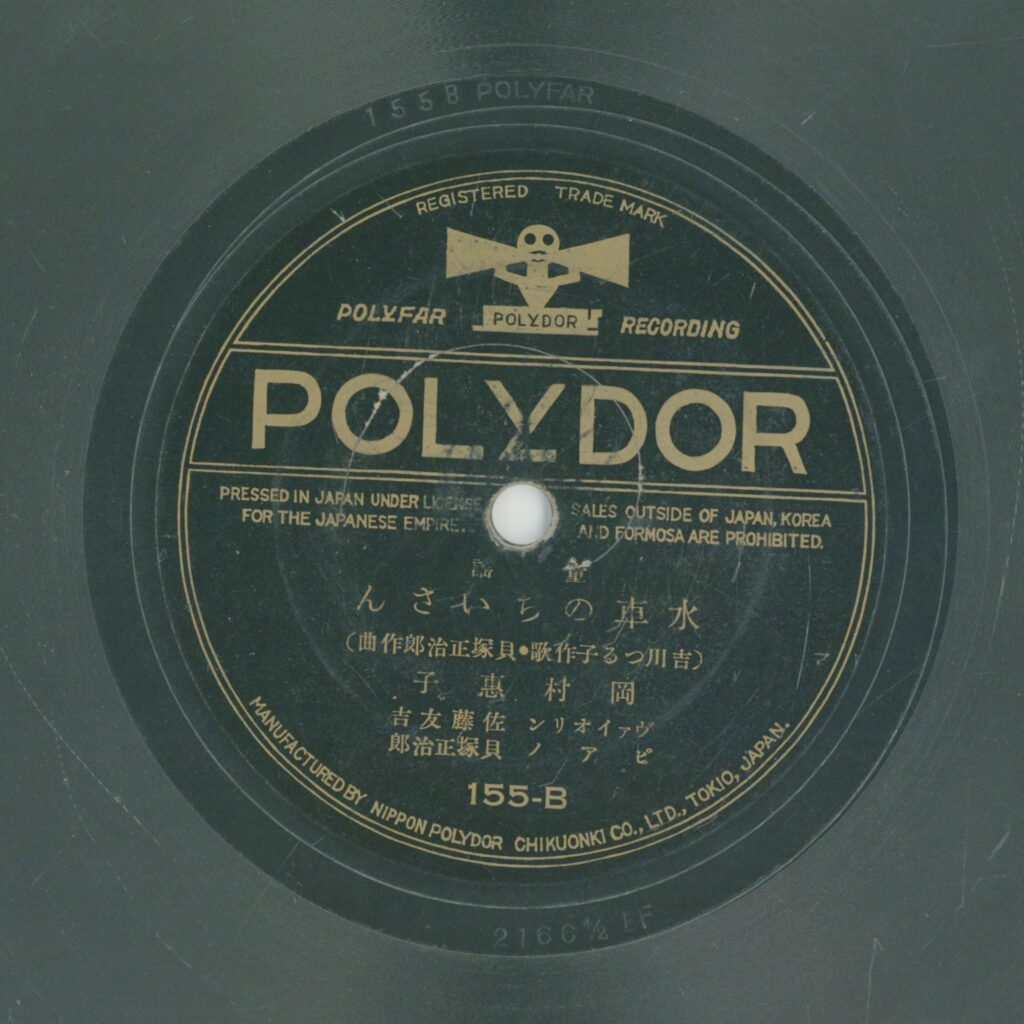 155B POLYFAR
REGISTERED TRADE MARK
POLYFAR POLYDOR RECORDING
POLYDOR
PRESSED IN JAPAN UNDER LICENSE
FOR THE JAPANESE EMPIRE.
SALES OUTSIDE OF JAPAN, KOREA
AND FORMOSA ARE PROHIBITED.
童謡
水車のちいさん
(吉川つる子作歌●貝塚正治郎作曲)
岡村惠子
ヴァイオリン 佐藤友吉
ピアノ 貝塚正治郎
155-B
MANUFACTURED BY NIPPON POLYDOR CHIKUONKI CO., LTD., TOKIO, JAPAN.
2166½ BF